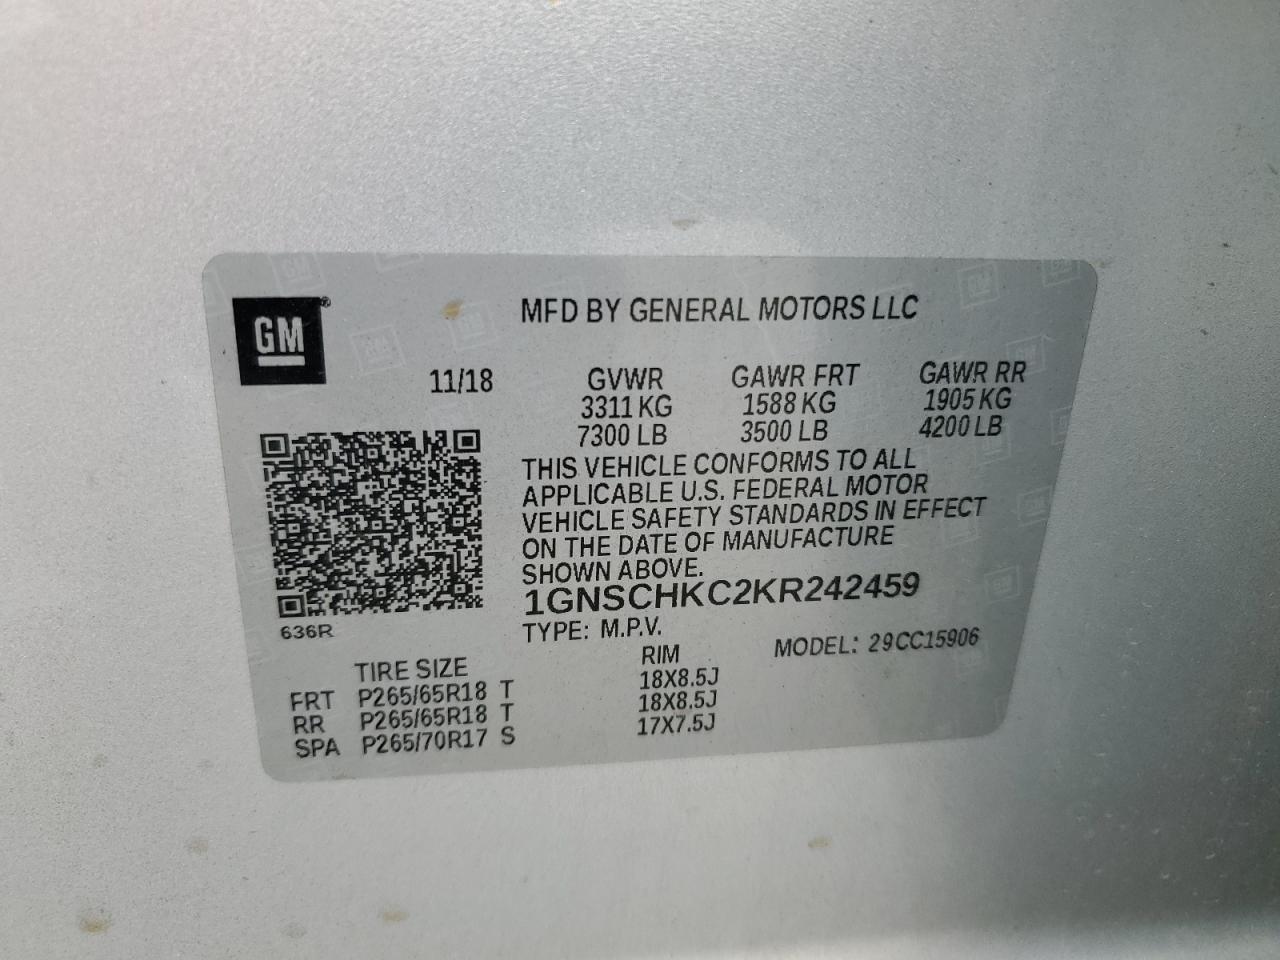 GM®
MFD BY GENERAL MOTORS LLC
11/18 GVWR GAWR FRT GAWR RR
3311 KG 1588 KG 1905 KG
7300 LB 3500 LB 4200 LB
THIS VEHICLE CONFORMS TO ALL
APPLICABLE U.S. FEDERAL MOTOR
VEHICLE SAFETY STANDARDS IN EFFECT
ON THE DATE OF MANUFACTURE
SHOWN ABOVE.
1GNSCHKC2KR242459
636R
TYPE: M.P.V. MODEL: 29CC15906
TIRE SIZE RIM
FRT P265/65R18 T 18X8.5J
RR P265/65R18 T 18X8.5J
SPA P265/70R17 S 17X7.5J